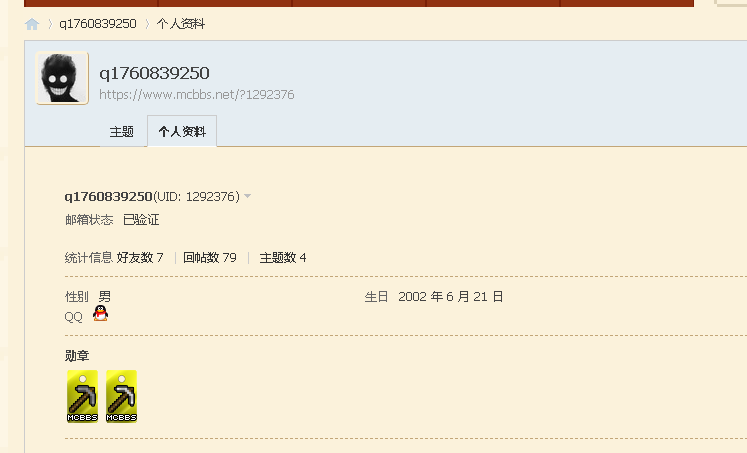 q1760839250 › 个人资料
q1760839250
https://www.mcbbs.net/?1292376
主题 个人资料
q1760839250(UID: 1292376)
邮箱状态 已验证
统计信息 好友数 7 | 回帖数 79 | 主题数 4
性别 男 生日 2002 年 6 月 21 日
QQ
勋章
MCBBS MCBBS